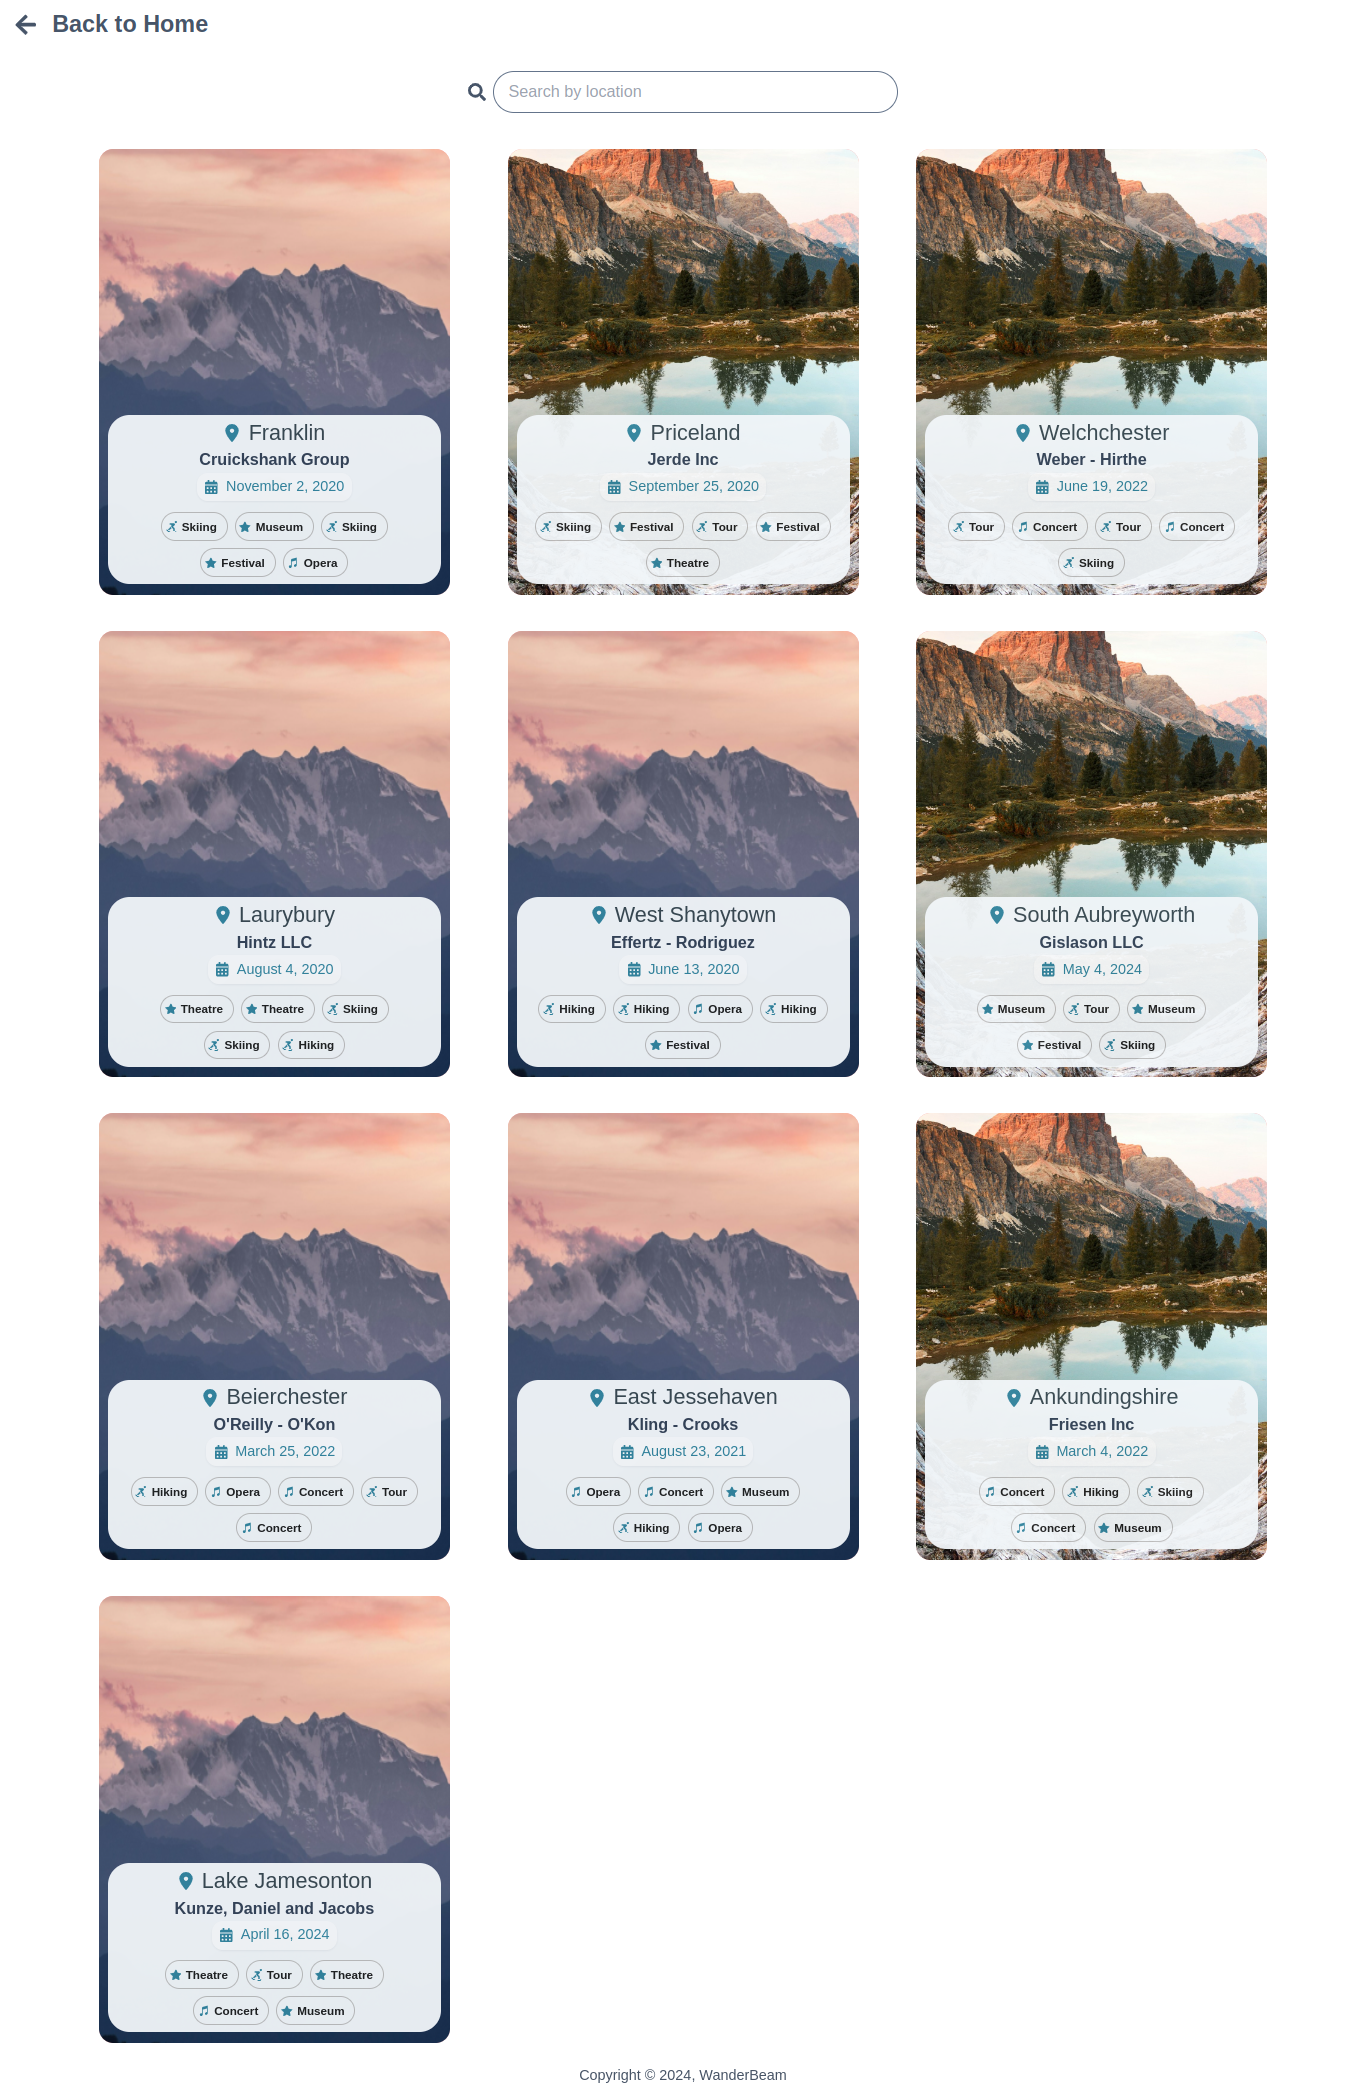 Back to Home
Search by location
Franklin
Cruickshank Group
November 2, 2020
Skiing Museum Skiing
Festival Opera
Priceland
Jerde Inc
September 25, 2020
Skiing Festival Tour Festival
Theatre
Welchchester
Weber - Hirthe
June 19, 2022
Tour Concert Tour Concert
Skiing
Laurybury
Hintz LLC
August 4, 2020
Theatre Theatre Skiing
Skiing Hiking
West Shanytown
Effertz - Rodriguez
June 13, 2020
Hiking Hiking Opera Hiking
Festival
South Aubreyworth
Gislason LLC
May 4, 2024
Museum Tour Museum
Festival Skiing
Beierchester
O'Reilly - O'Kon
March 25, 2022
Hiking Opera Concert Tour
Concert
East Jessehaven
Kling - Crooks
August 23, 2021
Opera Concert Museum
Hiking Opera
Ankundingshire
Friesen Inc
March 4, 2022
Concert Hiking Skiing
Concert Museum
Lake Jamesonton
Kunze, Daniel and Jacobs
April 16, 2024
Theatre Tour Theatre
Concert Museum
Copyright © 2024, WanderBeam